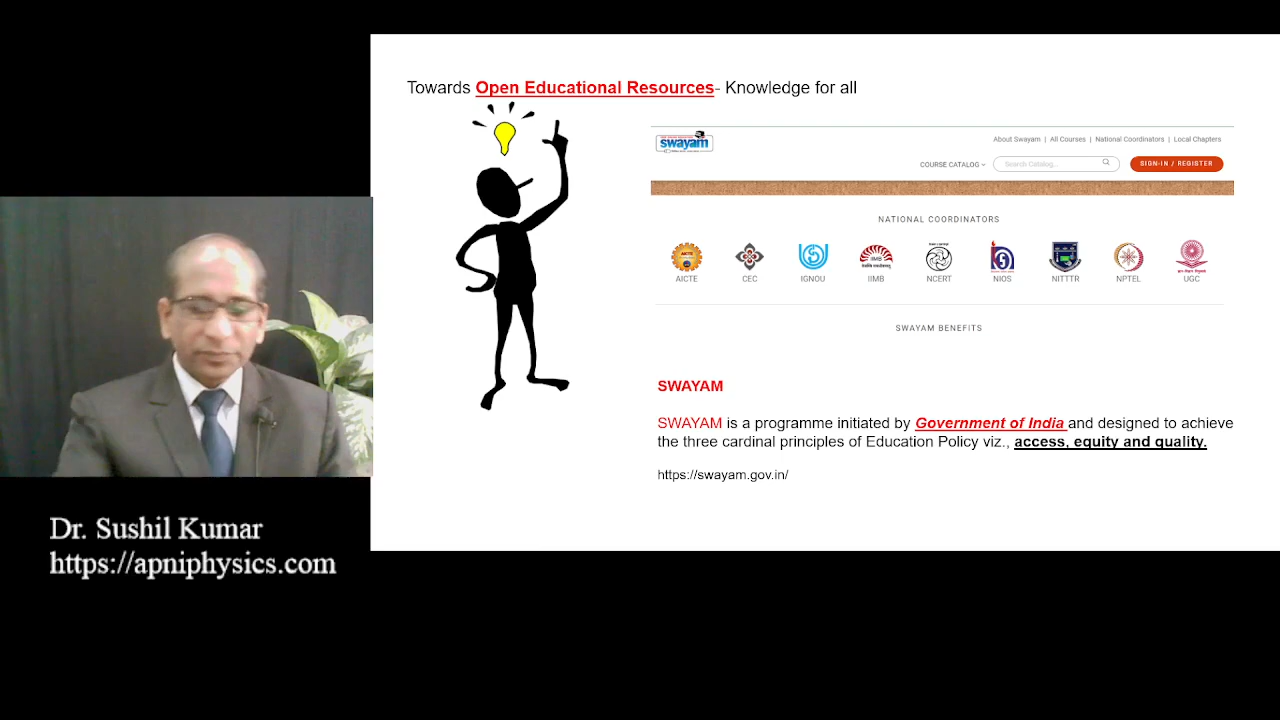 Towards Open Educational Resources- Knowledge for all
swayam
About Swayam | All Courses | National Coordinators | Local Chapters
COURSE CATALOG
Search Catalog...
SIGN-IN / REGISTER
NATIONAL COORDINATORS
AICTE CEC IGNOU IIMB NCERT NIOS NITTTR NPTEL UGC
SWAYAM BENEFITS
SWAYAM
SWAYAM is a programme initiated by Government of India and designed to achieve
the three cardinal principles of Education Policy viz., access, equity and quality.
https://swayam.gov.in/
Dr. Sushil Kumar
https://apniphysics.com